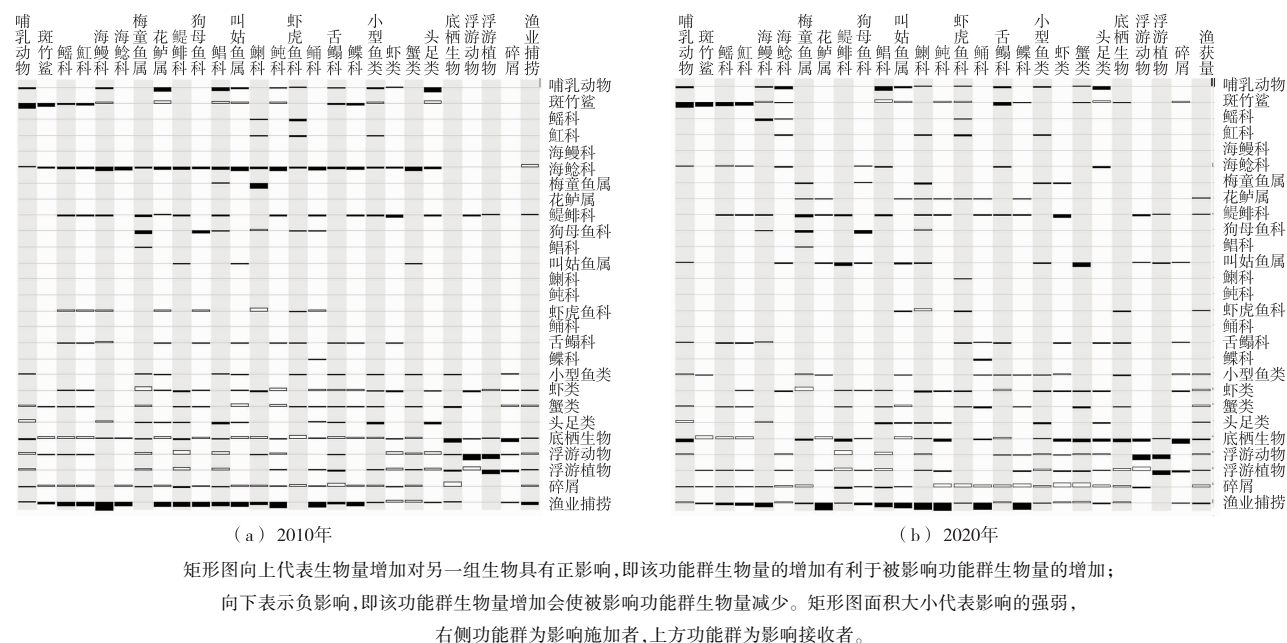 哺乳动物 斑竹鲨 鳐科 魟科 海鳗科 海鲶科 梅童鱼属 花鲈属 鳀鲱科 狗母鱼科 鲳科 叫姑鱼属 鯻科 魨科 虾虎鱼科 鲬科 舌鳎科 鲽科 小型鱼类 虾类 蟹类 头足类 底栖生物 浮游动物 浮游植物 碎屑 渔业捕捞
哺乳动物
斑竹鲨
鳐科
魟科
海鳗科
海鲶科
梅童鱼属
花鲈属
鳀鲱科
狗母鱼科
鲳科
叫姑鱼属
鯻科
魨科
虾虎鱼科
鲬科
舌鳎科
鲽科
小型鱼类
虾类
蟹类
头足类
底栖生物
浮游动物
浮游植物
碎屑
渔业捕捞
(a) 2010年
哺乳动物 斑竹鲨 鳐科 魟科 海鳗科 海鲶科 梅童鱼属 花鲈属 鳀鲱科 狗母鱼科 鲳科 叫姑鱼属 鯻科 魨科 虾虎鱼科 鲬科 舌鳎科 鲽科 小型鱼类 虾类 蟹类 头足类 底栖生物 浮游动物 浮游植物 碎屑 渔获量
哺乳动物
斑竹鲨
鳐科
魟科
海鳗科
海鲶科
梅童鱼属
花鲈属
鳀鲱科
狗母鱼科
鲳科
叫姑鱼属
鯻科
魨科
虾虎鱼科
鲬科
舌鳎科
鲽科
小型鱼类
虾类
蟹类
头足类
底栖生物
浮游动物
浮游植物
碎屑
渔业捕捞
(b) 2020年
矩形图向上代表生物量增加对另一组生物具有正影响,即该功能群生物量的增加有利于被影响功能群生物量的增加;
向下表示负影响,即该功能群生物量增加会使被影响功能群生物量减少。矩形图面积大小代表影响的强弱,
右侧功能群为影响施加者,上方功能群为影响接收者。